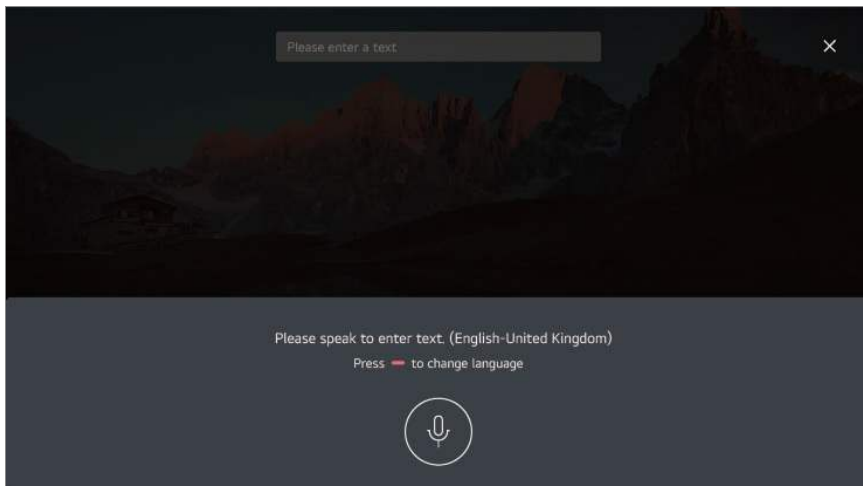 Please enter a text
Please speak to enter text. (English-United Kingdom)
Press to change language